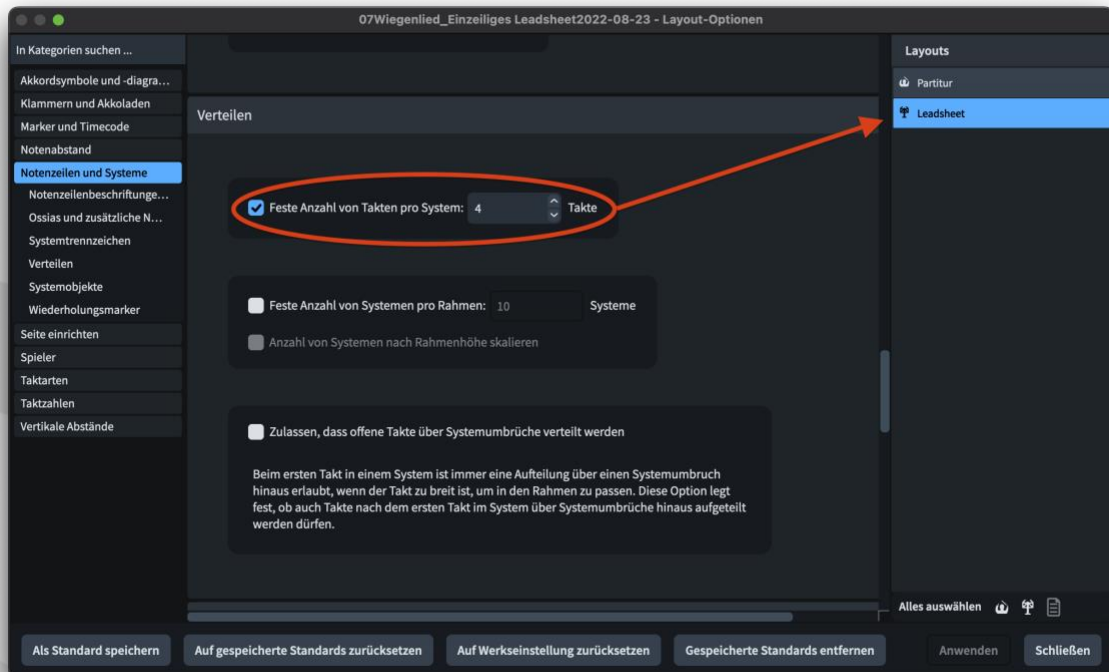 07Wiegenlied_Einzeiliges Leadsheet2022-08-23 - Layout-Optionen
In Kategorien suchen ...
Akkordsymbole und -diagra...
Klammern und Akkoladen
Marker und Timecode
Notenabstand
Notenzeilen und Systeme
Notenzeilenbeschriftunge...
Ossias und zusätzliche N...
Systemtrennzeichen
Verteilen
Systemobjekte
Wiederholungsmarker
Seite einrichten
Spieler
Taktarten
Taktzahlen
Vertikale Abstände
Verteilen
Feste Anzahl von Takten pro System: 4 Takte
Feste Anzahl von Systemen pro Rahmen: 10 Systeme
Anzahl von Systemen nach Rahmenhöhe skalieren
Zulassen, dass offene Takte über Systemumbrüche verteilt werden
Beim ersten Takt in einem System ist immer eine Aufteilung über einen Systemumbruch
hinaus erlaubt, wenn der Takt zu breit ist, um in den Rahmen zu passen. Diese Option legt
fest, ob auch Takte nach dem ersten Takt im System über Systemumbrüche hinaus aufgeteilt
werden dürfen.
Layouts
Partitur
Leadsheet
Alles auswählen
Als Standard speichern
Auf gespeicherte Standards zurücksetzen
Auf Werkseinstellung zurücksetzen
Gespeicherte Standards entfernen
Anwenden
Schließen